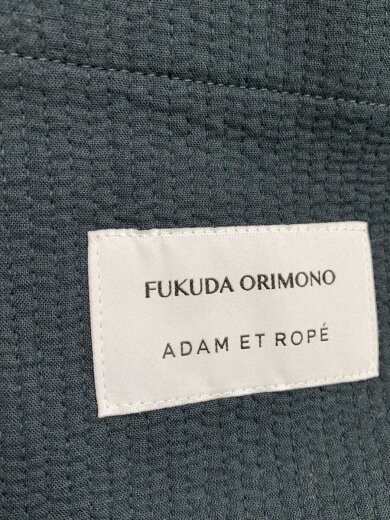 FUKUDA ORIMONO
ADAM ET ROPÉ